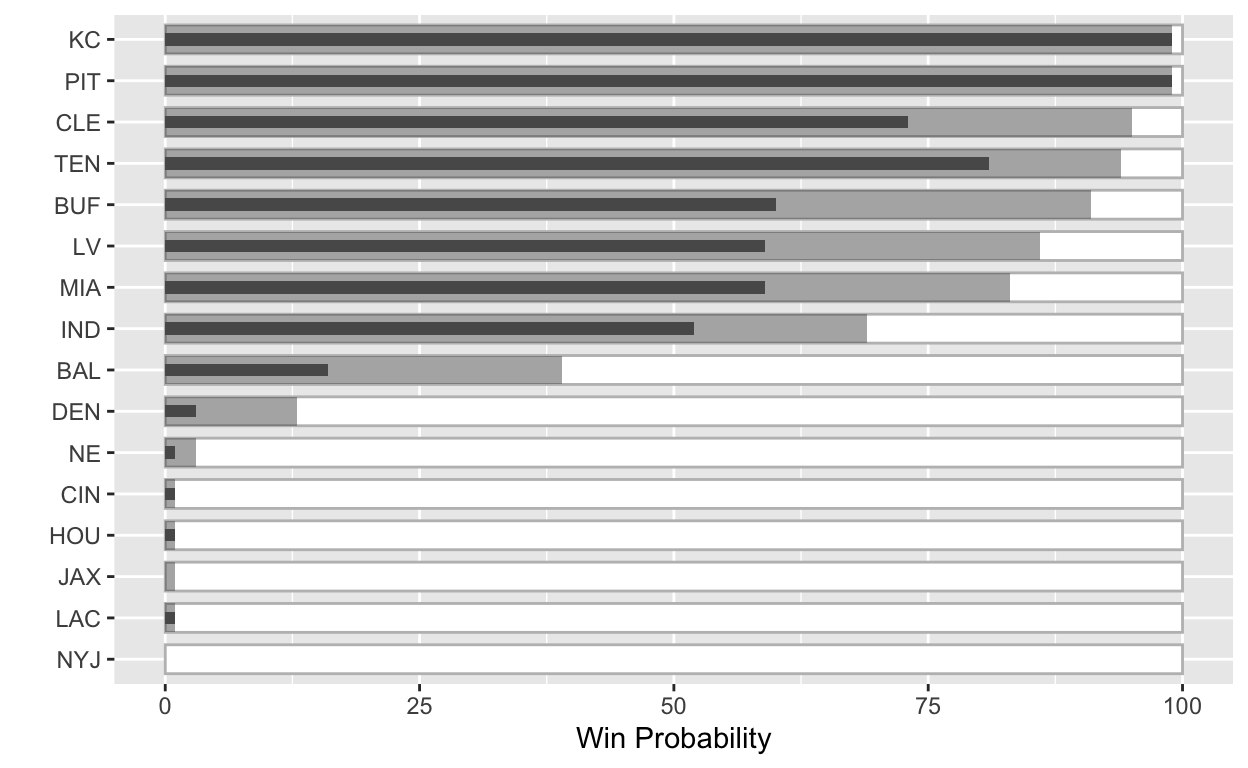 KC
PIT
CLE
TEN
BUF
LV
MIA
IND
BAL
DEN
NE
CIN
HOU
JAX
LAC
NYJ
0 25 50 75 100
Win Probability